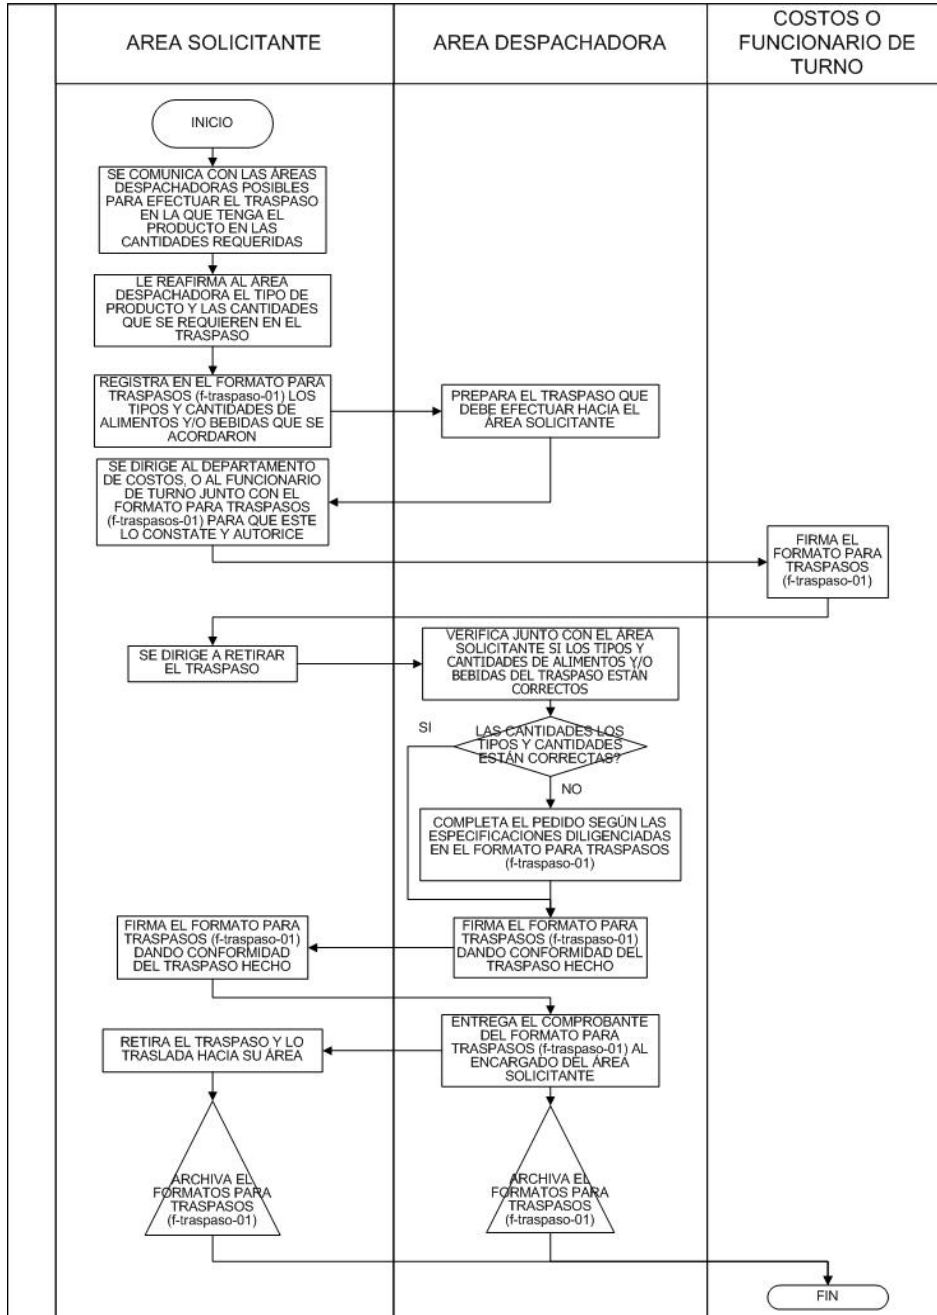 AREA SOLICITANTE
AREA DESPACHADORA
COSTOS O
FUNCIONARIO DE
TURNO
INICIO
SE COMUNICA CON LAS ÁREAS
DESPACHADORAS POSIBLES
PARA EFECTUAR EL TRASPASO
EN LA QUE TENGA EL
PRODUCTO EN LAS
CANTIDADES REQUERIDAS
LE REAFIRMA AL ÁREA
DESPACHADORA EL TIPO DE
PRODUCTO Y LAS CANTIDADES
QUE SE REQUIEREN EN EL
TRASPASO
REGISTRA EN EL FORMATO PARA
TRASPASOS (f-traspaso-01) LOS
TIPOS Y CANTIDADES DE
ALIMENTOS Y/O BEBIDAS QUE SE
ACORDARON
PREPARA EL TRASPASO QUE
DEBE EFECTUAR HACIA EL
ÁREA SOLICITANTE
SE DIRIGE AL DEPARTAMENTO
DE COSTOS, O AL FUNCIONARIO
DE TURNO JUNTO CON EL
FORMATO PARA TRASPASOS
(f-traspasos-01) PARA QUE ESTE
LO CONSTATE Y AUTORICE
FIRMA EL
FORMATO PARA
TRASPASOS
(f-traspaso-01)
SE DIRIGE A RETIRAR
EL TRASPASO
VERIFICA JUNTO CON EL ÁREA
SOLICITANTE SI LOS TIPOS Y
CANTIDADES DE ALIMENTOS Y/O
BEBIDAS DEL TRASPASO ESTÁN
CORRECTOS
SI
LAS CANTIDADES LOS
TIPOS Y CANTIDADES
ESTÁN CORRECTAS?
NO
COMPLETA EL PEDIDO SEGÚN LAS
ESPECIFICACIONES DILIGENCIADAS
EN EL FORMATO PARA TRASPASOS
(f-traspaso-01)
FIRMA EL FORMATO PARA
TRASPASOS (f-traspaso-01)
DANDO CONFORMIDAD
DEL TRASPASO HECHO
FIRMA EL FORMATO PARA
TRASPASOS (f-traspaso-01)
DANDO CONFORMIDAD DEL
TRASPASO HECHO
RETIRA EL TRASPASO Y LO
TRASLADA HACIA SU ÁREA
ENTREGA EL COMPROBANTE
DEL FORMATO PARA
TRASPASOS (f-traspaso-01) AL
ENCARGADO DEL ÁREA
SOLICITANTE
ARCHIVA EL
FORMATOS PARA
TRASPASOS
(f-traspaso-01)
ARCHIVA EL
FORMATOS PARA
TRASPASOS
(f-traspaso-01)
FIN